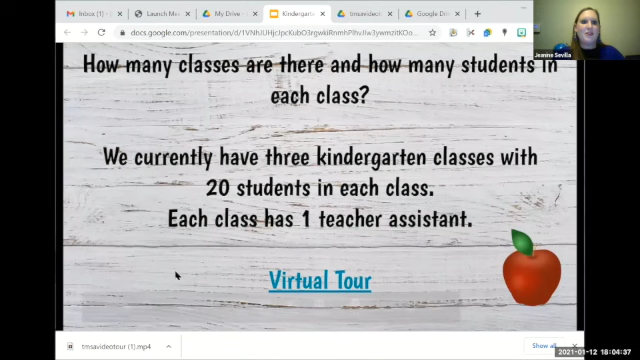 Inbox (1)
Launch Me
My Drive -
Kindergarten
tmsavideot
Google Driv
docs.google.com/presentation/d/
Jeanine Sevilla
How many classes are there and how many students in
each class?
We currently have three kindergarten classes with
20 students in each class.
Each class has 1 teacher assistant.
Virtual Tour
tmsavideotour (1).mp4
Show all
2021-01-12 18:04:37